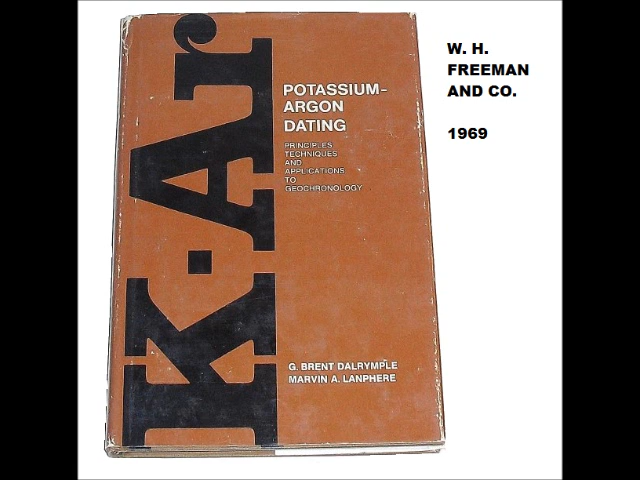 K-Ar
POTASSIUM–
ARGON
DATING
PRINCIPLES
TECHNIQUES
AND
APPLICATIONS
TO
GEOCHRONOLOGY
G. BRENT DALRYMPLE
MARVIN A. LANPHERE
W. H.
FREEMAN
AND CO.
1969